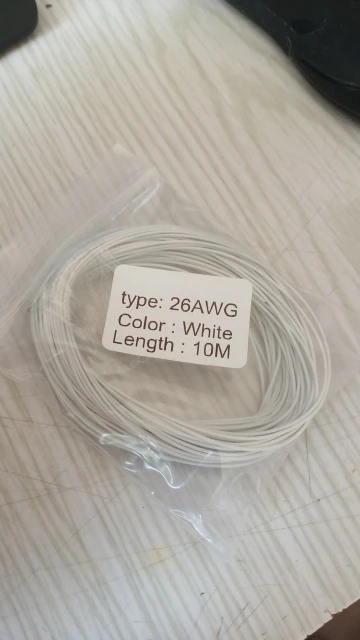 type: 26AWG
Color : White
Length : 10M